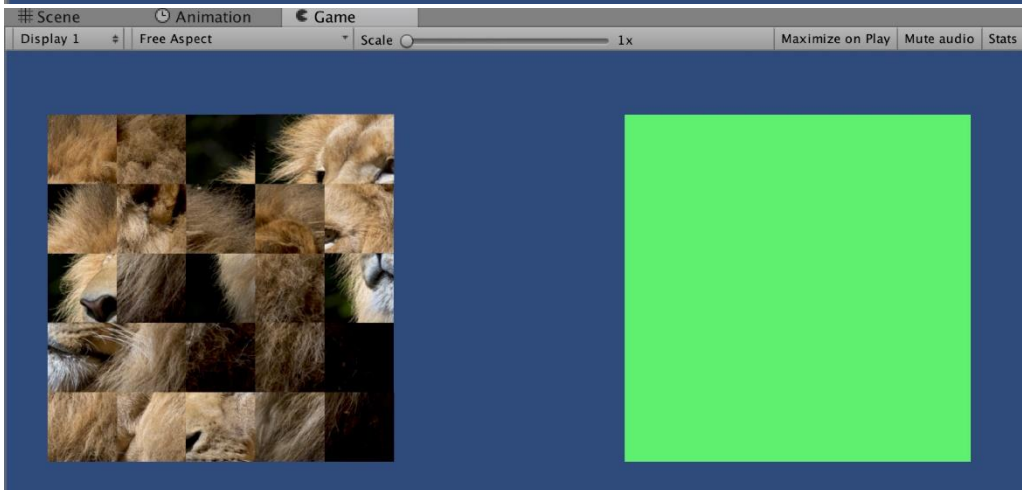 Scene Animation Game
Display 1 Free Aspect Scale 1x Maximize on Play Mute audio Stats